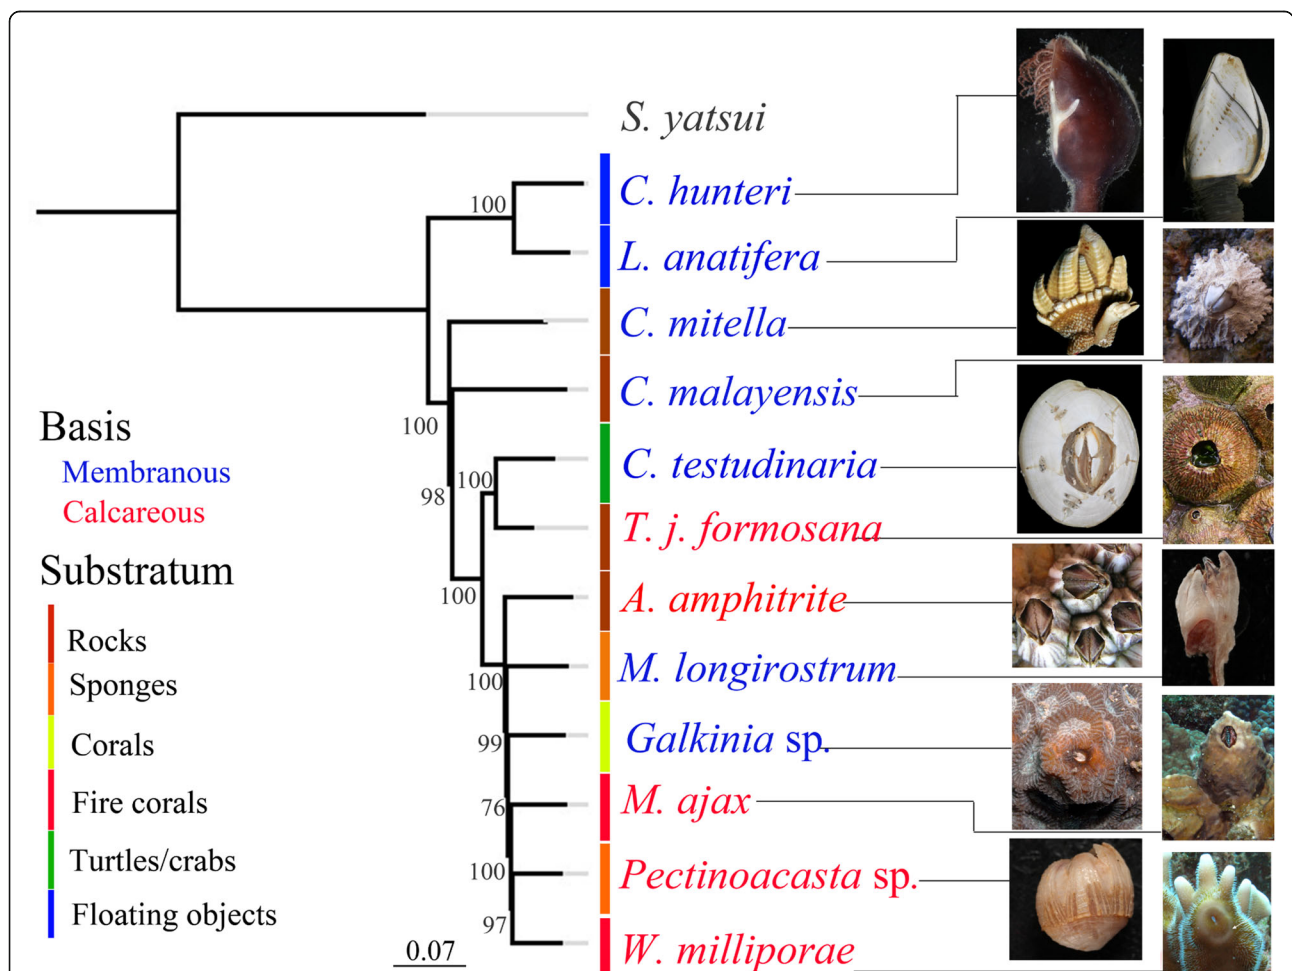 S. yatsui
100
C. hunteri
L. anatifera
C. mitella
C. malayensis
100
C. testudinaria
100
98
T. j. formosana
100
A. amphitrite
M. longirostrum
100
Galkinia sp.
99
M. ajax
76
Pectinoacasta sp.
100
97
W. milliporae
0.07
Basis
Membranous
Calcareous
Substratum
Rocks
Sponges
Corals
Fire corals
Turtles/crabs
Floating objects